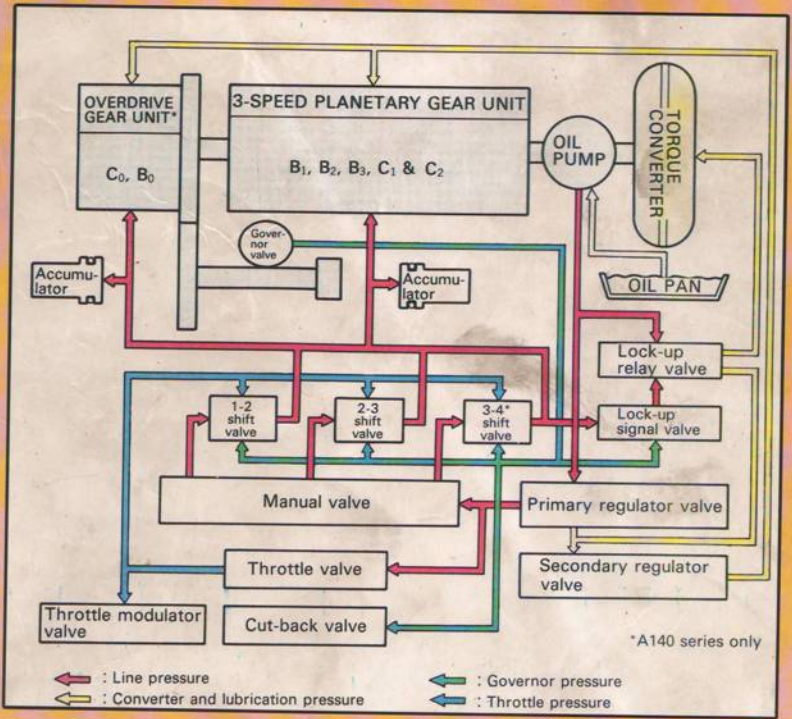 OVERDRIVE
GEAR UNIT*
C₀, B₀
3-SPEED PLANETARY GEAR UNIT
B₁, B₂, B₃, C₁ & C₂
OIL
PUMP
TORQUE
CONVERTER
Gover-
nor
valve
Accumu-
lator
Accumu-
lator
OIL PAN
Lock-up
relay valve
1-2
shift
valve
2-3
shift
valve
3-4*
shift
valve
Lock-up
signal valve
Manual valve
Primary regulator valve
Throttle valve
Secondary regulator
valve
Throttle modulator
valve
Cut-back valve
*A140 series only
: Line pressure
: Governor pressure
: Converter and lubrication pressure
: Throttle pressure